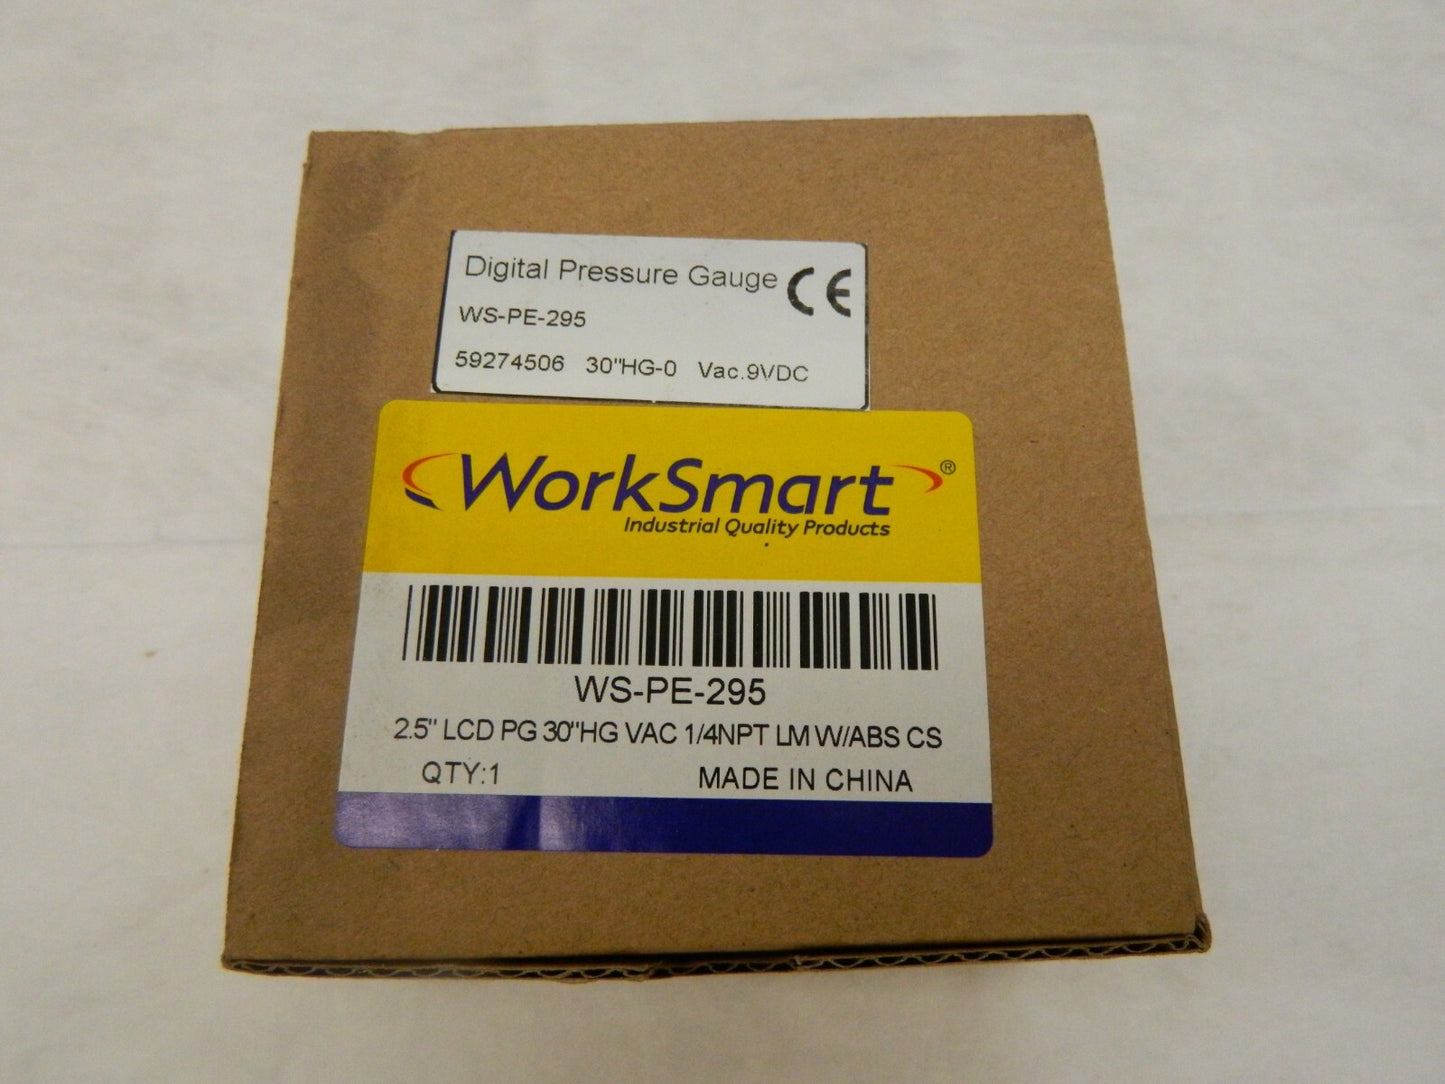 Digital Pressure Gauge CE
WS-PE-295
59274506 30"HG-0 Vac.9VDC
WorkSmart®
Industrial Quality Products
WS-PE-295
2.5" LCD PG 30"HG VAC 1/4NPT LM W/ABS CS
QTY:1 MADE IN CHINA